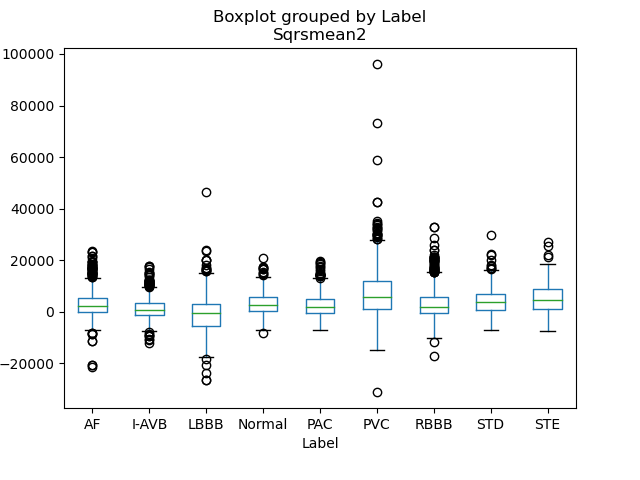 Boxplot grouped by Label
Sqrsmean2
100000
80000
60000
40000
20000
0
−20000
AF I-AVB LBBB Normal PAC PVC RBBB STD STE
Label